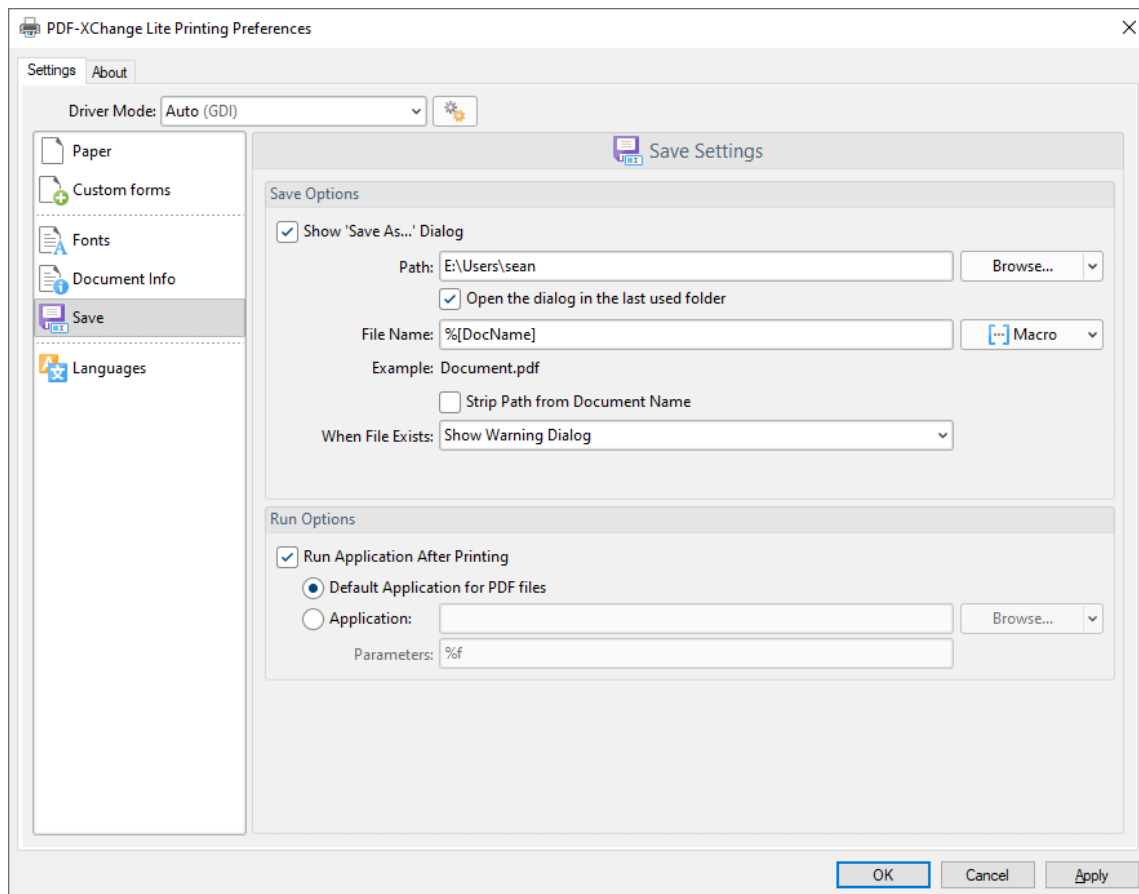 PDF-XChange Lite Printing Preferences
Settings About
Driver Mode: Auto (GDI)
Paper
Custom forms
Fonts
Document Info
Save
Languages
Save Settings
Save Options
Show 'Save As...' Dialog
Path: E:\Users\sean Browse...
Open the dialog in the last used folder
File Name: %[DocName] Macro
Example: Document.pdf
Strip Path from Document Name
When File Exists: Show Warning Dialog
Run Options
Run Application After Printing
Default Application for PDF files
Application: Browse...
Parameters: %f
OK Cancel Apply